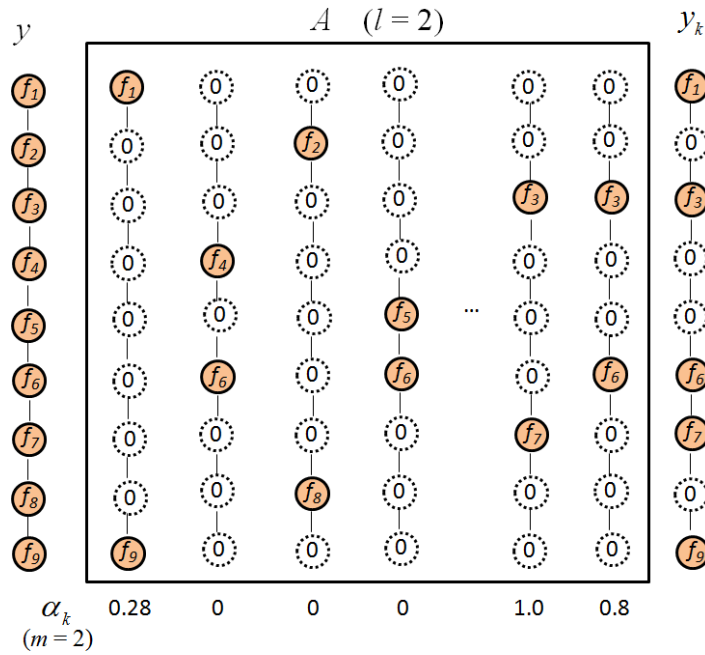 y A (l = 2) y_k
f_1 f_1 0 0 0 0 0 f_1
f_2 0 0 f_2 0 0 0 0
f_3 0 0 0 0 f_3 f_3 f_3
f_4 0 f_4 0 0 0 0 0
f_5 0 0 0 f_5 ... 0 0 0
f_6 0 f_6 0 f_6 0 f_6 f_6
f_7 0 0 0 0 f_7 0 f_7
f_8 0 0 f_8 0 0 0 0
f_9 f_9 0 0 0 0 0 f_9
α_k 0.28 0 0 0 1.0 0.8
(m = 2)